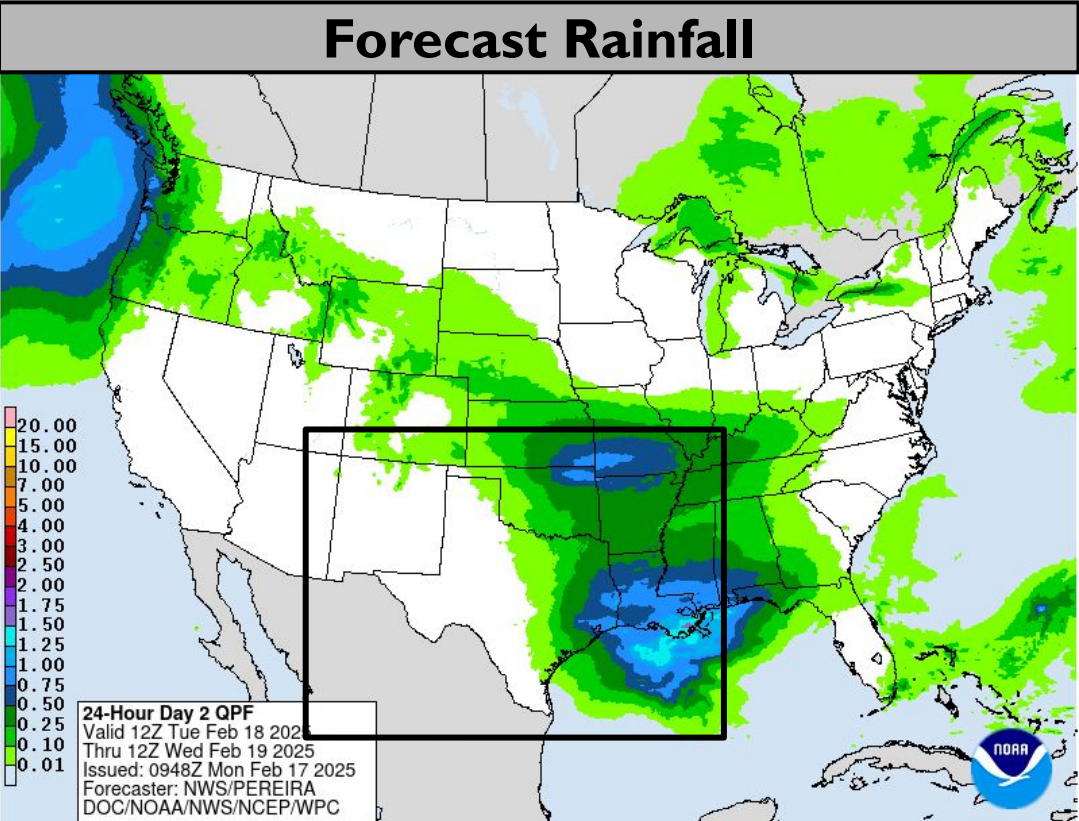 Forecast Rainfall
20.00
15.00
10.00
7.00
5.00
4.00
3.00
2.50
2.00
1.75
1.50
1.25
1.00
0.75
0.50
0.25
0.10
0.01
24-Hour Day 2 QPF
Valid 12Z Tue Feb 18 2025
Thru 12Z Wed Feb 19 2025
Issued: 0948Z Mon Feb 17 2025
Forecaster: NWS/PEREIRA
DOC/NOAA/NWS/NCEP/WPC
NOAA